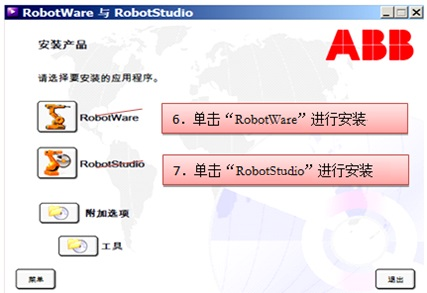 RobotWare 与 RobotStudio
安装产品
ABB
请选择要安装的应用程序。
RobotWare
6. 单击“RobotWare”进行安装
RobotStudio
7. 单击“RobotStudio”进行安装
附加选项
工具
菜单
退出